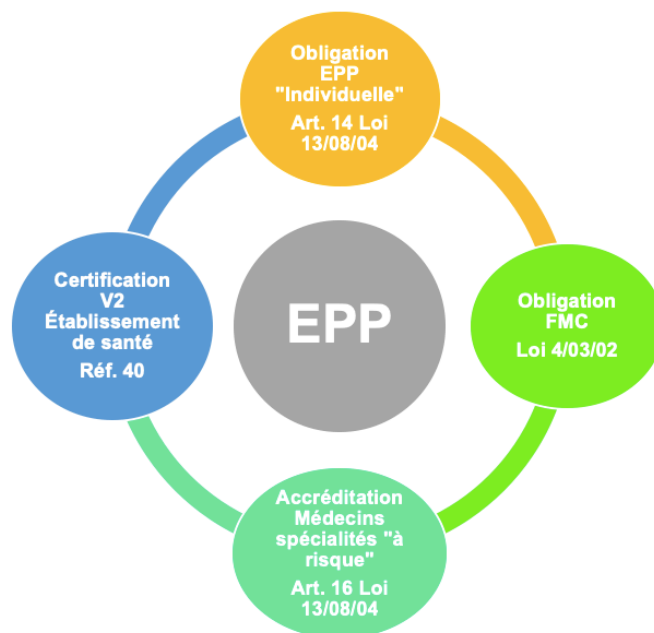 Obligation
EPP
"Individuelle"
Art. 14 Loi
13/08/04
Certification
V2
Établissement
de santé
Réf. 40
EPP
Obligation
FMC
Loi 4/03/02
Accréditation
Médecins
spécialités "à
risque"
Art. 16 Loi
13/08/04